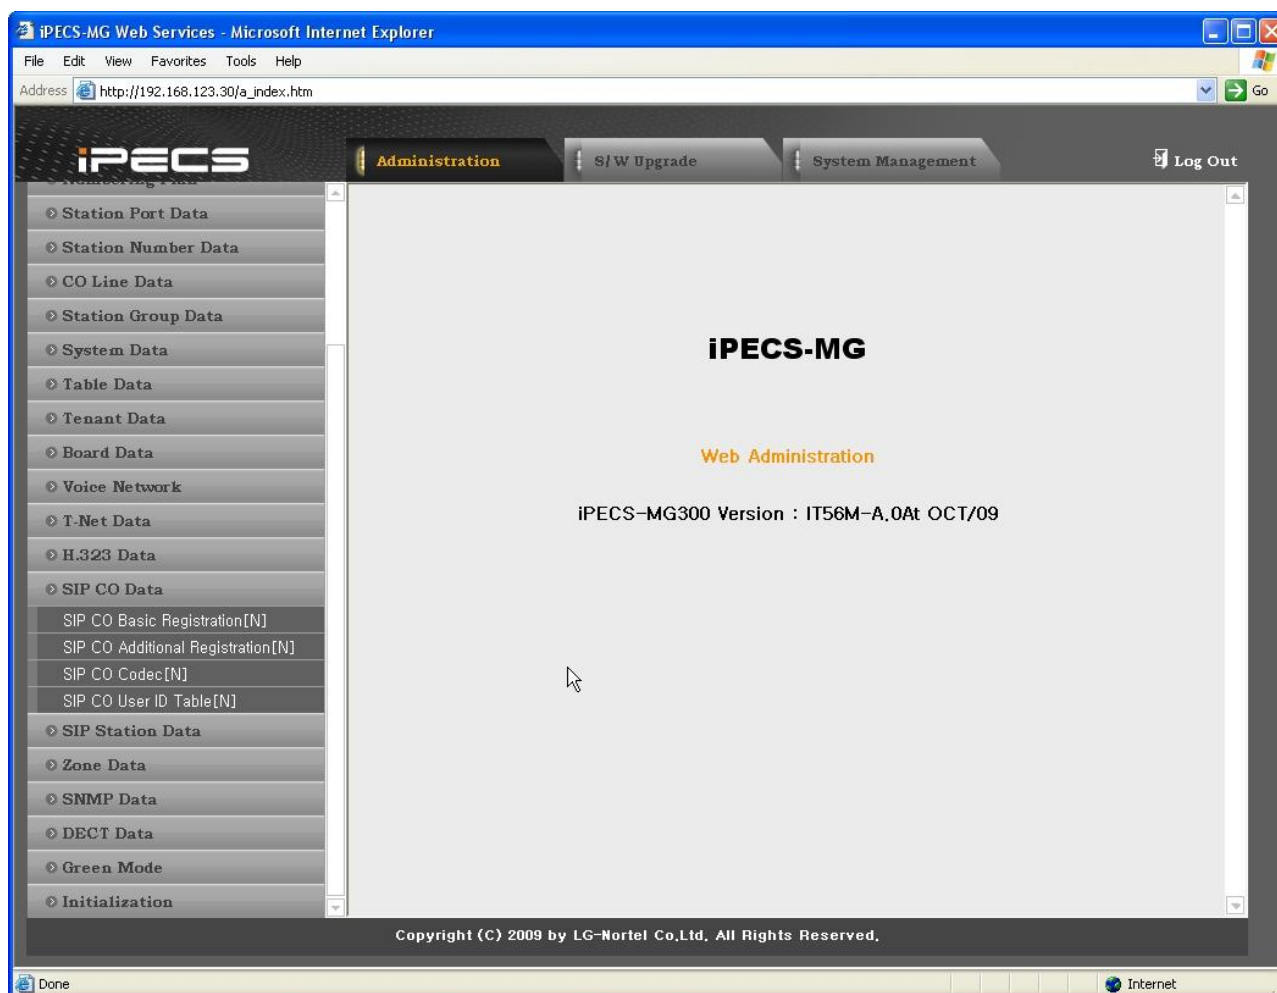 iPECS-MG Web Services - Microsoft Internet Explorer
File Edit View Favorites Tools Help
Address http://192.168.123.30/a_index.htm Go
iPECS
Administration S/W Upgrade System Management Log Out
Numbering Plan
Station Port Data
Station Number Data
CO Line Data
Station Group Data
System Data
Table Data
Tenant Data
Board Data
Voice Network
T-Net Data
H.323 Data
SIP CO Data
SIP CO Basic Registration[N]
SIP CO Additional Registration[N]
SIP CO Codec[N]
SIP CO User ID Table[N]
SIP Station Data
Zone Data
SNMP Data
DECT Data
Green Mode
Initialization
iPECS-MG
Web Administration
iPECS-MG300 Version : IT56M-A.0At OCT/09
Copyright (C) 2009 by LG-Nortel Co,Ltd, All Rights Reserved,
Done Internet